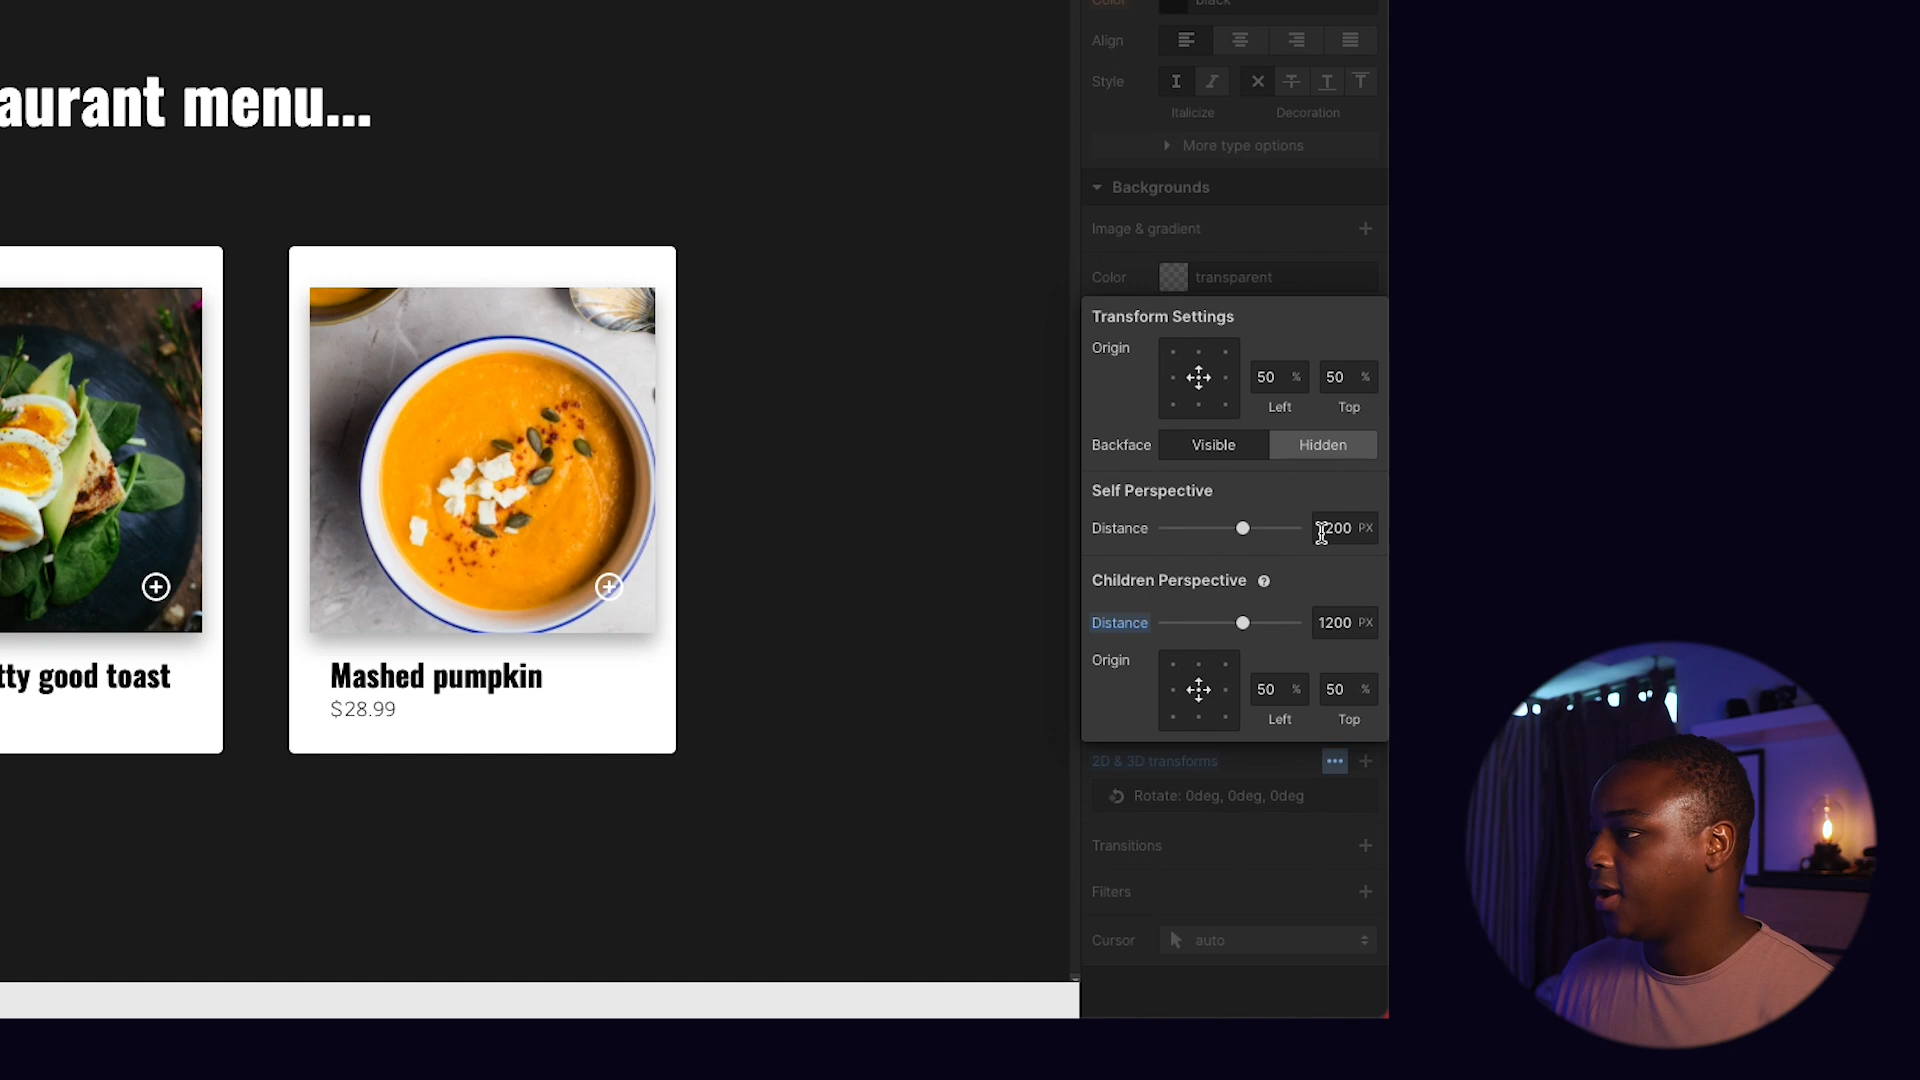 aurant menu...
tty good toast
Mashed pumpkin
$28.99
Color black
Align
Style
Italicize Decoration
More type options
Backgrounds
Image & gradient
Color transparent
Transform Settings
Origin
50 % 50 %
Left Top
Backface Visible Hidden
Self Perspective
Distance 1200 PX
Children Perspective ?
Distance 1200 PX
Origin
50 % 50 %
Left Top
2D & 3D transforms
Rotate: 0deg, 0deg, 0deg
Transitions
Filters
Cursor auto